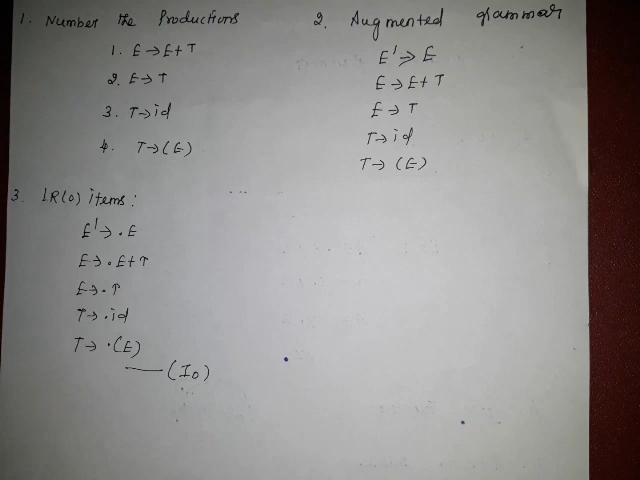 1. Number the Productions
1. E→E+T
2. E→T
3. T→id
4. T→(E)
2. Augmented grammar
E'→E
E→E+T
E→T
T→id
T→(E)
3. LR(0) items:
E'→.E
E→.E+T
E→.T
T→.id
T→.(E)
—(I0)